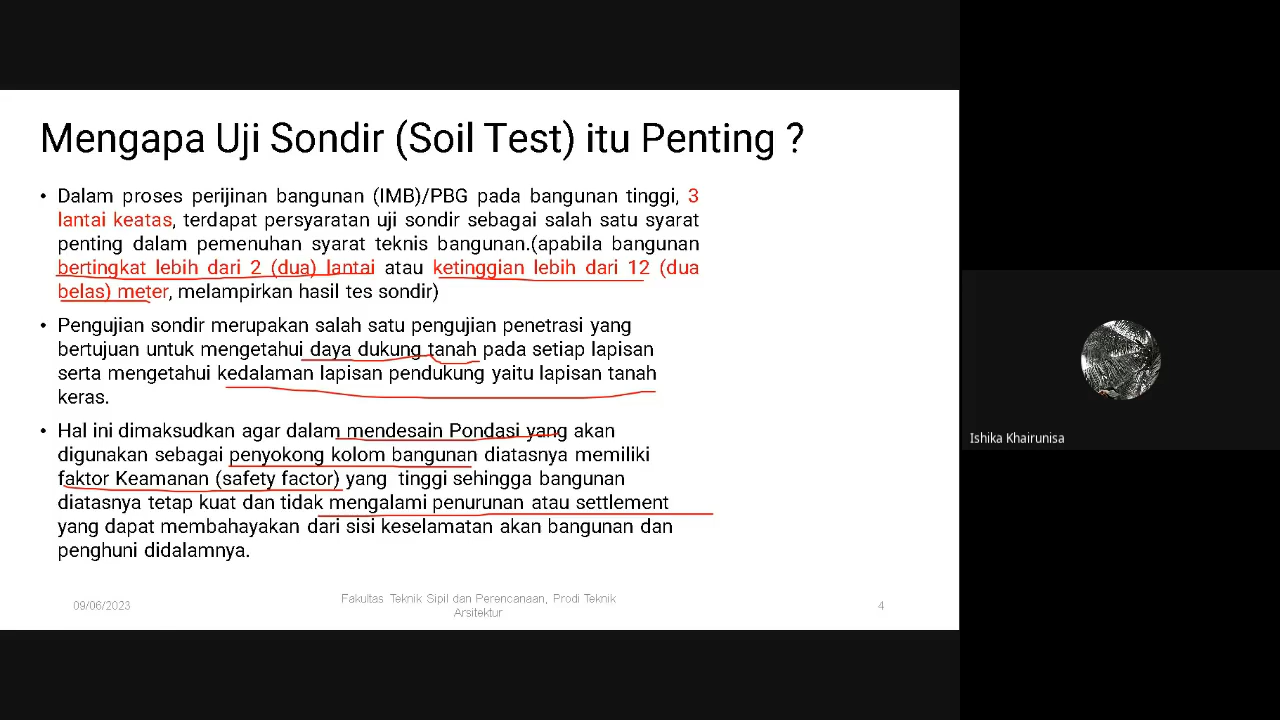 Mengapa Uji Sondir (Soil Test) itu Penting ?
• Dalam proses perijinan bangunan (IMB)/PBG pada bangunan tinggi, 3
lantai keatas, terdapat persyaratan uji sondir sebagai salah satu syarat
penting dalam pemenuhan syarat teknis bangunan.(apabila bangunan
bertingkat lebih dari 2 (dua) lantai atau ketinggian lebih dari 12 (dua
belas) meter, melampirkan hasil tes sondir)
• Pengujian sondir merupakan salah satu pengujian penetrasi yang
bertujuan untuk mengetahui daya dukung tanah pada setiap lapisan
serta mengetahui kedalaman lapisan pendukung yaitu lapisan tanah
keras.
• Hal ini dimaksudkan agar dalam mendesain Pondasi yang akan
digunakan sebagai penyokong kolom bangunan diatasnya memiliki
faktor Keamanan (safety factor) yang tinggi sehingga bangunan
diatasnya tetap kuat dan tidak mengalami penurunan atau settlement
yang dapat membahayakan dari sisi keselamatan akan bangunan dan
penghuni didalamnya.
09/06/2023
Fakultas Teknik Sipil dan Perencanaan, Prodi Teknik
Arsitektur
4
Ishika Khairunisa